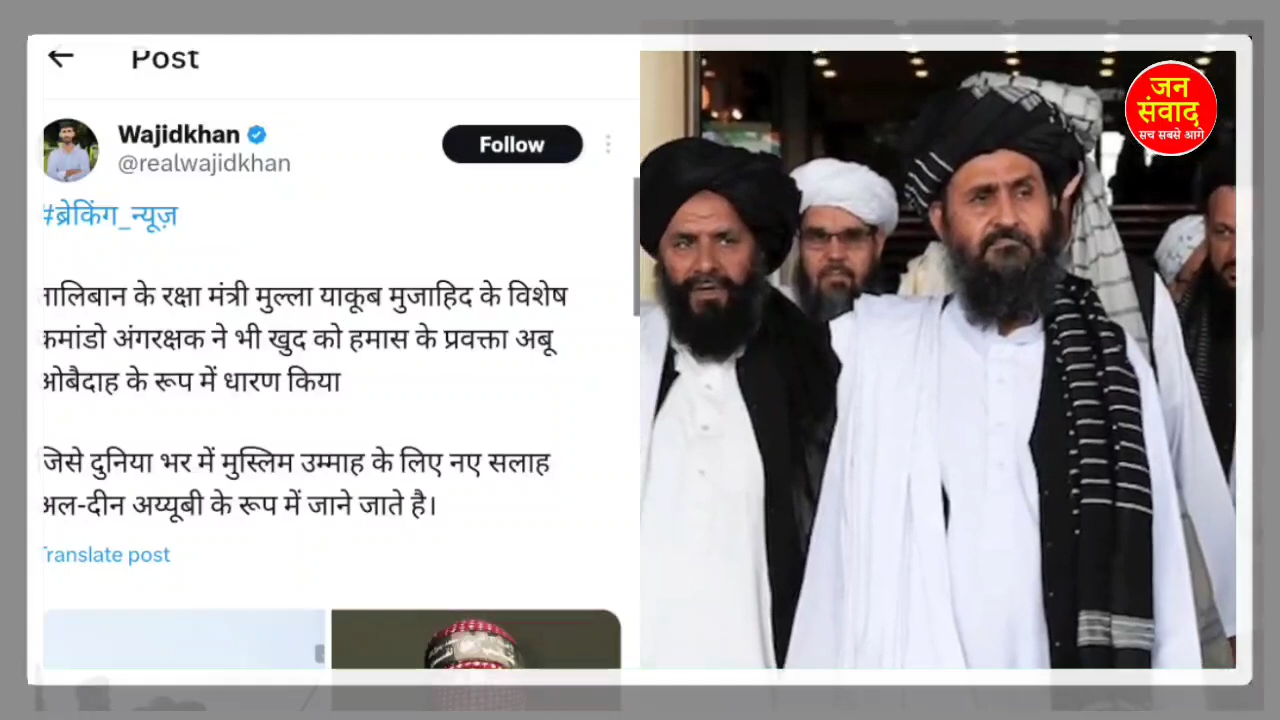 Post
Wajidkhan
Follow
@realwajidkhan
#ब्रेकिंग_न्यूज़
तालिबान के रक्षा मंत्री मुल्ला याकूब मुजाहिद के विशेष
कमांडो अंगरक्षक ने भी खुद को हमास के प्रवक्ता अबू
ओबैदाह के रूप में धारण किया
जिसे दुनिया भर में मुस्लिम उम्माह के लिए नए सलाह
अल-दीन अय्यूबी के रूप में जाने जाते है।
Translate post
जन
संवाद
सच सबसे आगे